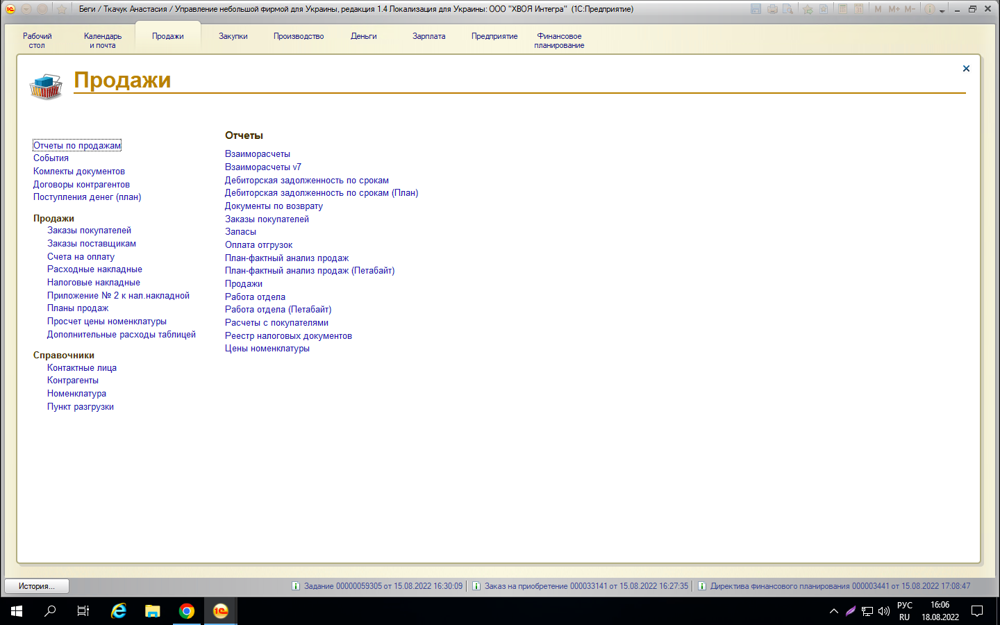 Беги / Ткачук Анастасия / Управление небольшой фирмой для Украины, редакция 1.4 Локализация для Украины: ООО "ХВОЯ Интегра" (1С:Предприятие)
M M+ M-
Рабочий стол
Календарь и почта
Продажи
Закупки
Производство
Деньги
Зарплата
Предприятие
Финансовое планирование
Продажи
Отчеты по продажам
События
Комлекты документов
Договоры контрагентов
Поступления денег (план)
Продажи
Заказы покупателей
Заказы поставщикам
Счета на оплату
Расходные накладные
Налоговые накладные
Приложение № 2 к нал.накладной
Планы продаж
Просчет цены номенклатуры
Дополнительные расходы таблицей
Справочники
Контактные лица
Контрагенты
Номенклатура
Пункт разгрузки
Отчеты
Взаиморасчеты
Взаиморасчеты v7
Дебиторская задолженность по срокам
Дебиторская задолженность по срокам (План)
Документы по возврату
Заказы покупателей
Запасы
Оплата отгрузок
План-фактный анализ продаж
План-фактный анализ продаж (Петабайт)
Продажи
Работа отдела
Работа отдела (Петабайт)
Расчеты с покупателями
Реестр налоговых документов
Цены номенклатуры
История...
Задание 00000059305 от 15.08.2022 16:30:09
Заказ на приобретение 000033141 от 15.08.2022 16:27:35
Директива финансового планирования 000003441 от 15.08.2022 17:08:47
РУС
RU
16:06
18.08.2022